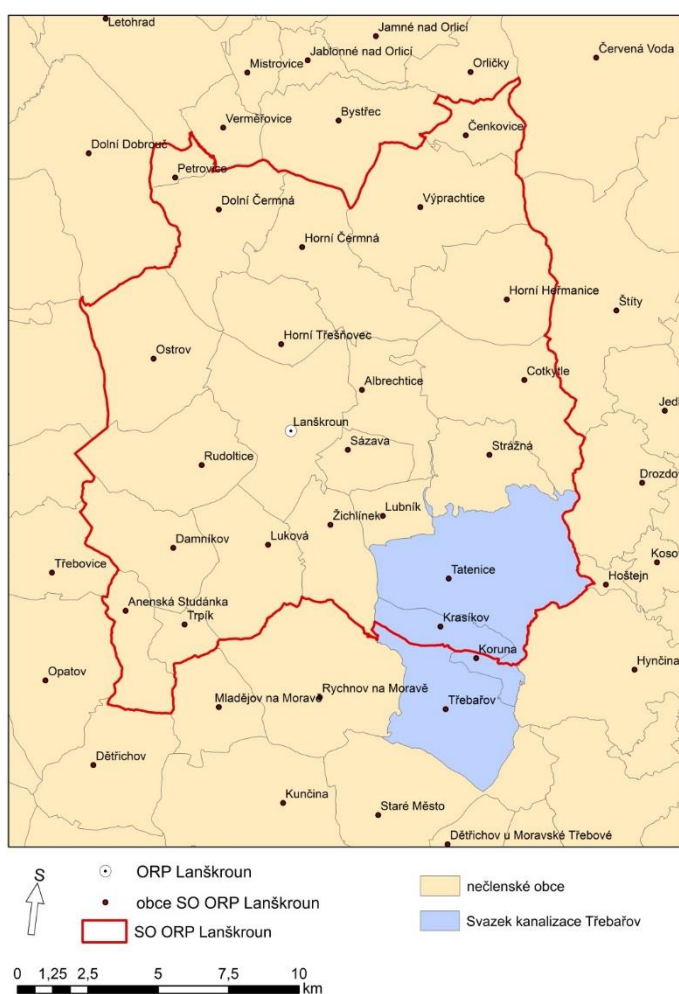 Letohrad
Jamné nad Orlicí
Jablonné nad Orlicí
Červená Voda
Mistrovice
Orličky
Verměřovice
Bystřec
Čenkovice
Dolní Dobrouč
Petrovice
Dolní Čermná
Výprachtice
Horní Čermná
Horní Heřmanice
Štíty
Horní Třešňovec
Ostrov
Albrechtice
Cotkytle
Jedl
Lanškroun
Sázava
Strážná
Rudoltice
Drozdov
Lubník
Žichlínek
Damníkov
Luková
Třebovice
Tatenice
Kosov
Hoštejn
Anenská Studánka
Trpík
Krasíkov
Koruna
Opatov
Hynčina
Mladějov na Moravě
Rychnov na Moravě
Třebařov
Dětřichov
Kunčina
Staré Město
Dětřichov u Moravské Třebové
S
ORP Lanškroun
obce SO ORP Lanškroun
SO ORP Lanškroun
nečlenské obce
Svazek kanalizace Třebařov
0 1,25 2,5 5 7,5 10
km